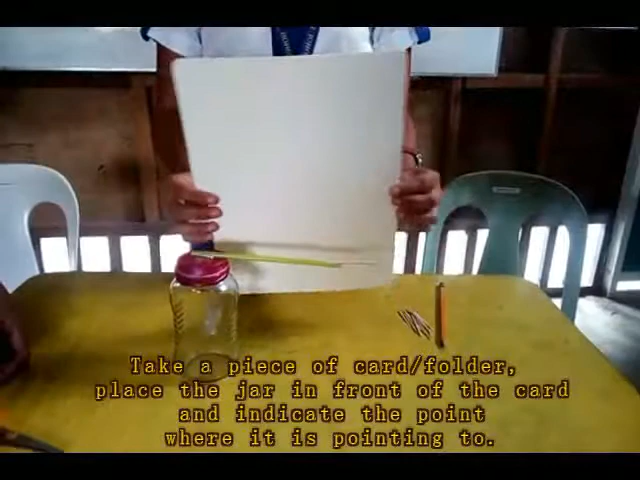 Take a piece of card/folder,
place the jar in front of the card
and indicate the point
where it is pointing to.